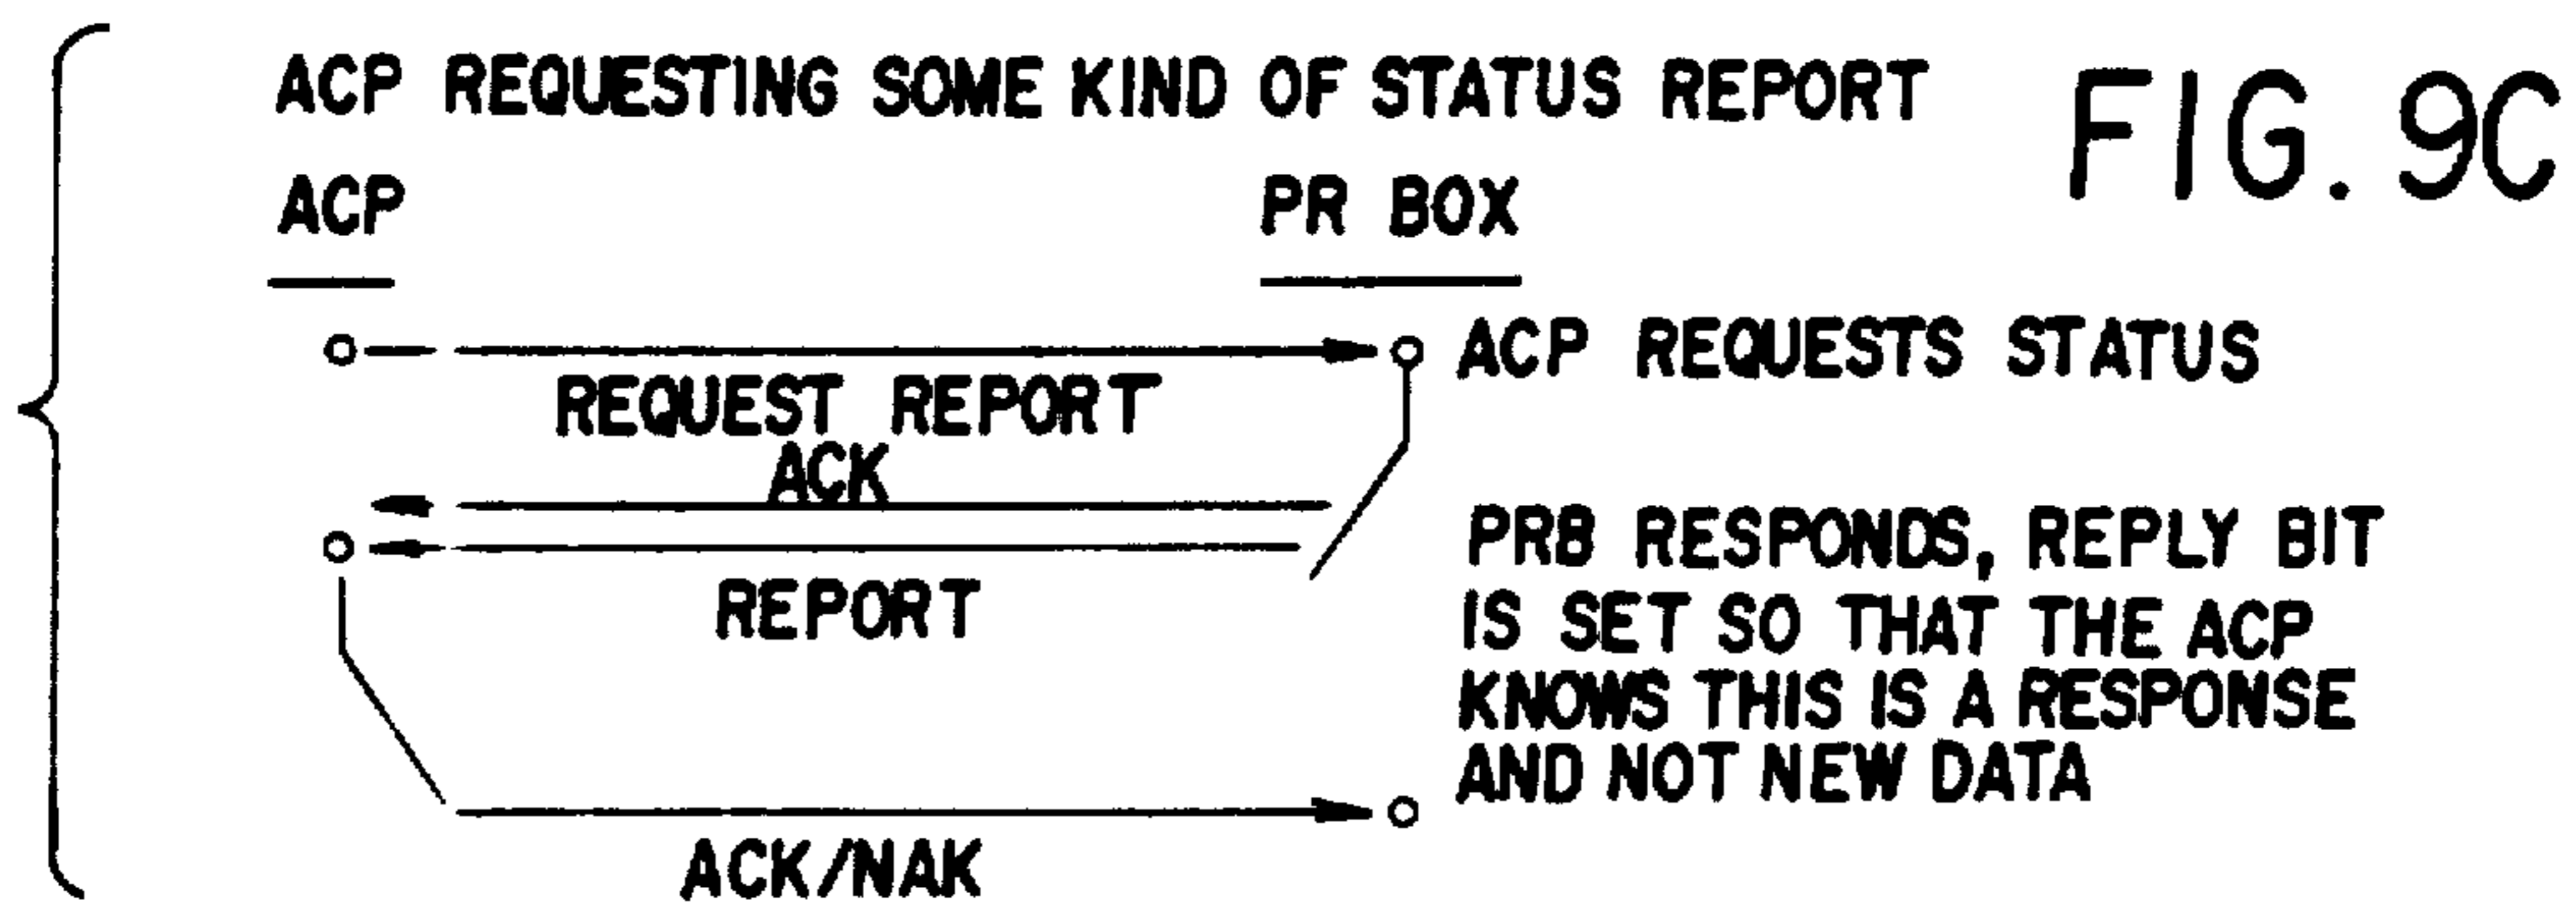 ACP REQUESTING SOME KIND OF STATUS REPORT
FIG. 9C
ACP
PR BOX
ACP REQUESTS STATUS
REQUEST REPORT
ACK
REPORT
PRB RESPONDS, REPLY BIT
IS SET SO THAT THE ACP
KNOWS THIS IS A RESPONSE
AND NOT NEW DATA
ACK/NAK